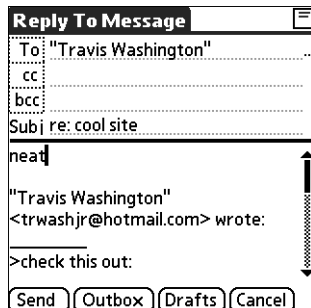 Reply To Message
To "Travis Washington"
cc
bcc
Subj re: cool site
neat
"Travis Washington"
<trwashjr@hotmail.com> wrote:
>check this out:
Send Outbox Drafts Cancel